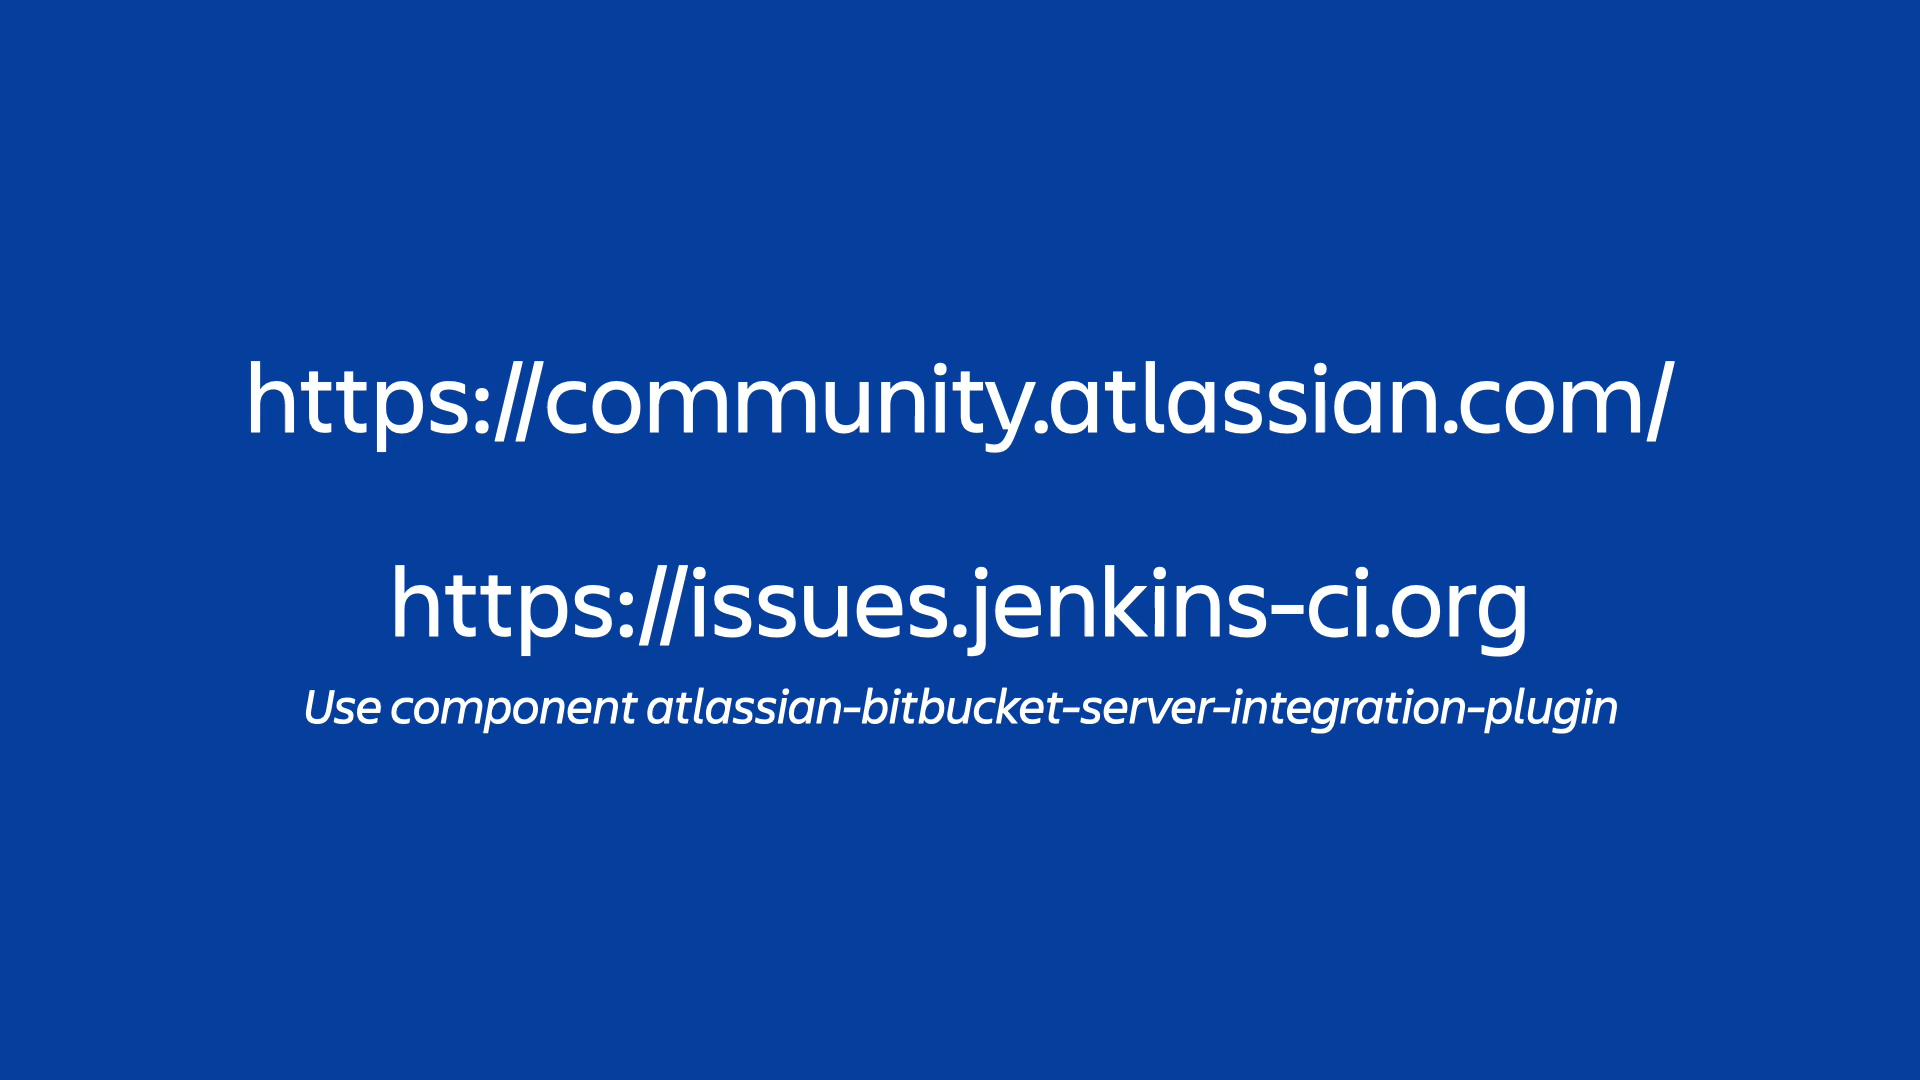 https://community.atlassian.com/
https://issues.jenkins-ci.org
Use component atlassian-bitbucket-server-integration-plugin